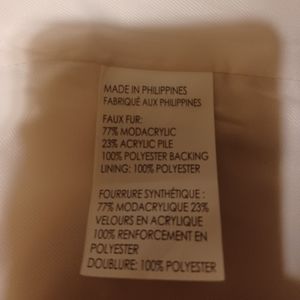 MADE IN PHILIPPINES
FABRIQUÉ AUX PHILIPPINES
FAUX FUR:
77% MODACRYLIC
23% ACRYLIC PILE
100% POLYESTER BACKING
LINING: 100% POLYESTER
FOURRURE SYNTHÉTIQUE :
77% MODACRYLIQUE 23%
VELOURS EN ACRYLIQUE
100% RENFORCEMENT EN
POLYESTER
DOUBLURE: 100% POLYESTER